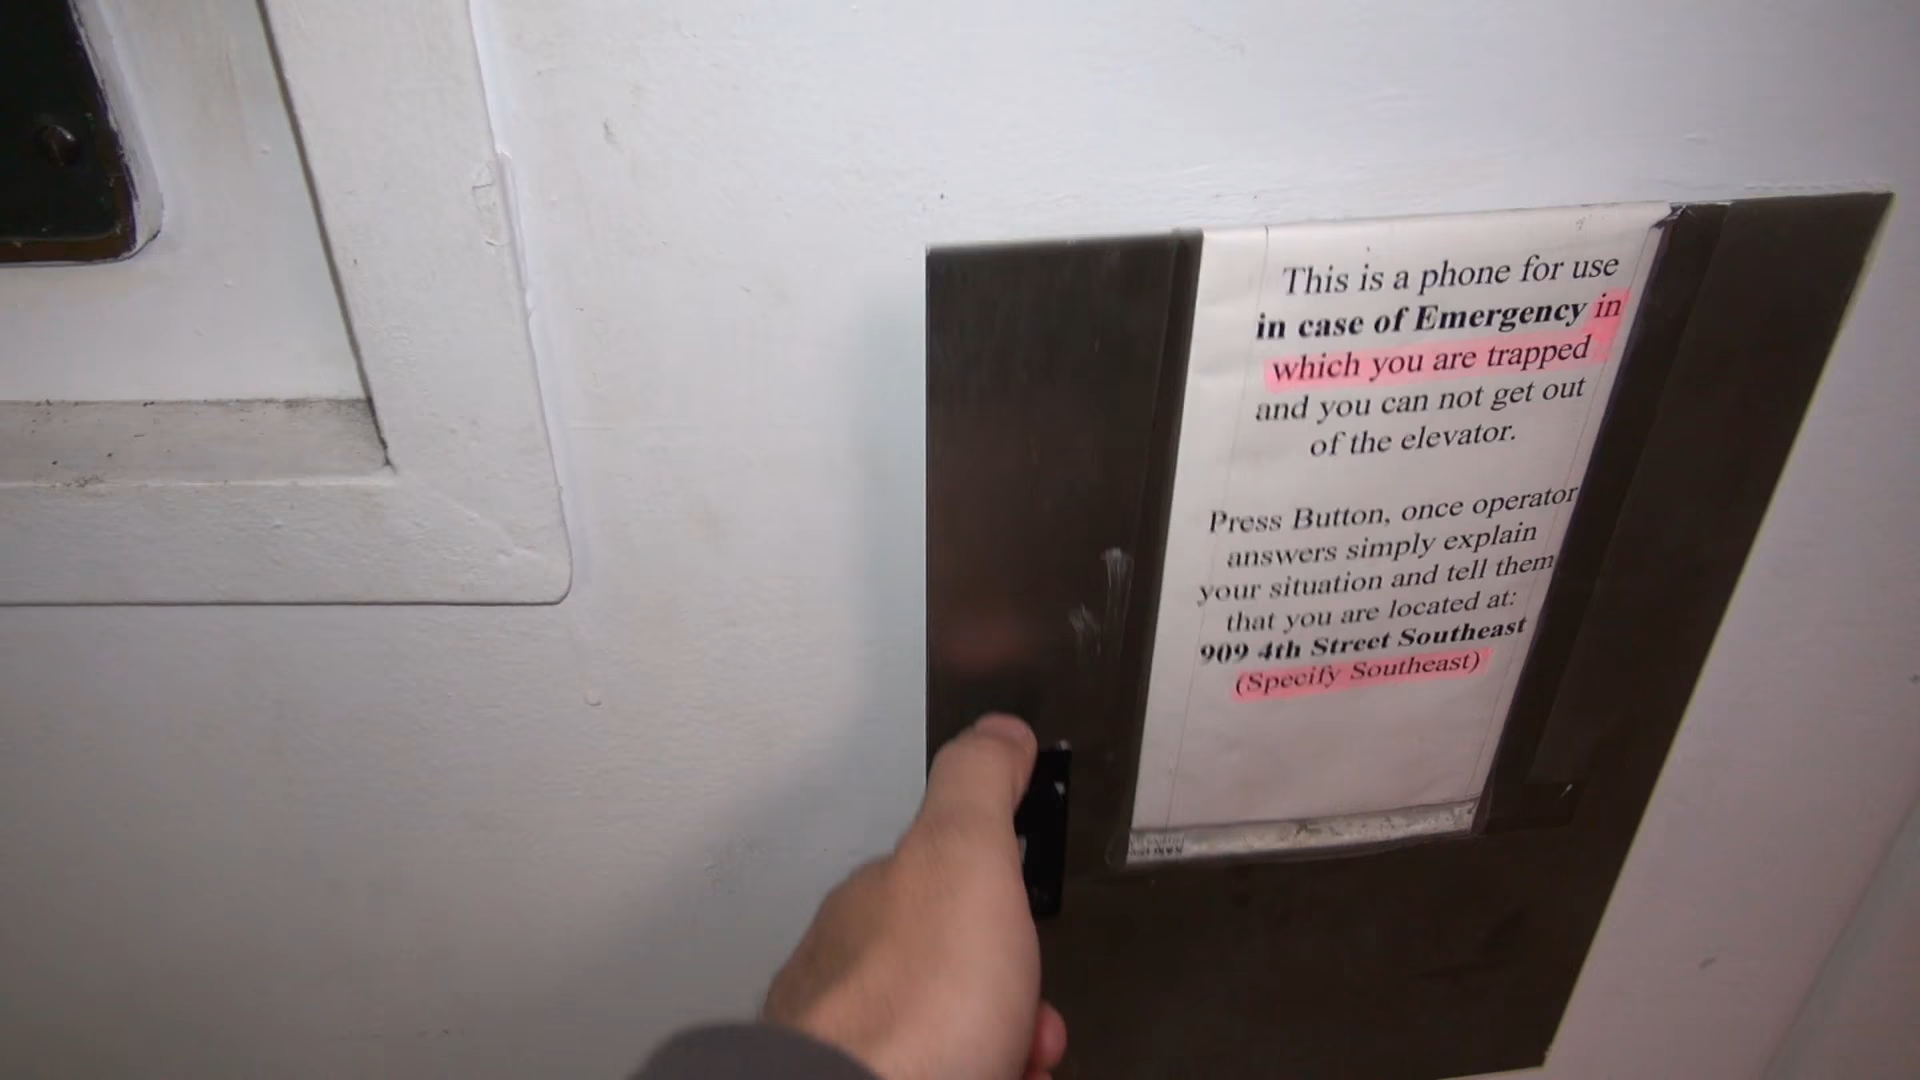 This is a phone for use
in case of Emergency in
which you are trapped
and you can not get out
of the elevator.
Press Button, once operator
answers simply explain
your situation and tell them
that you are located at:
909 4th Street Southeast
(Specify Southeast)